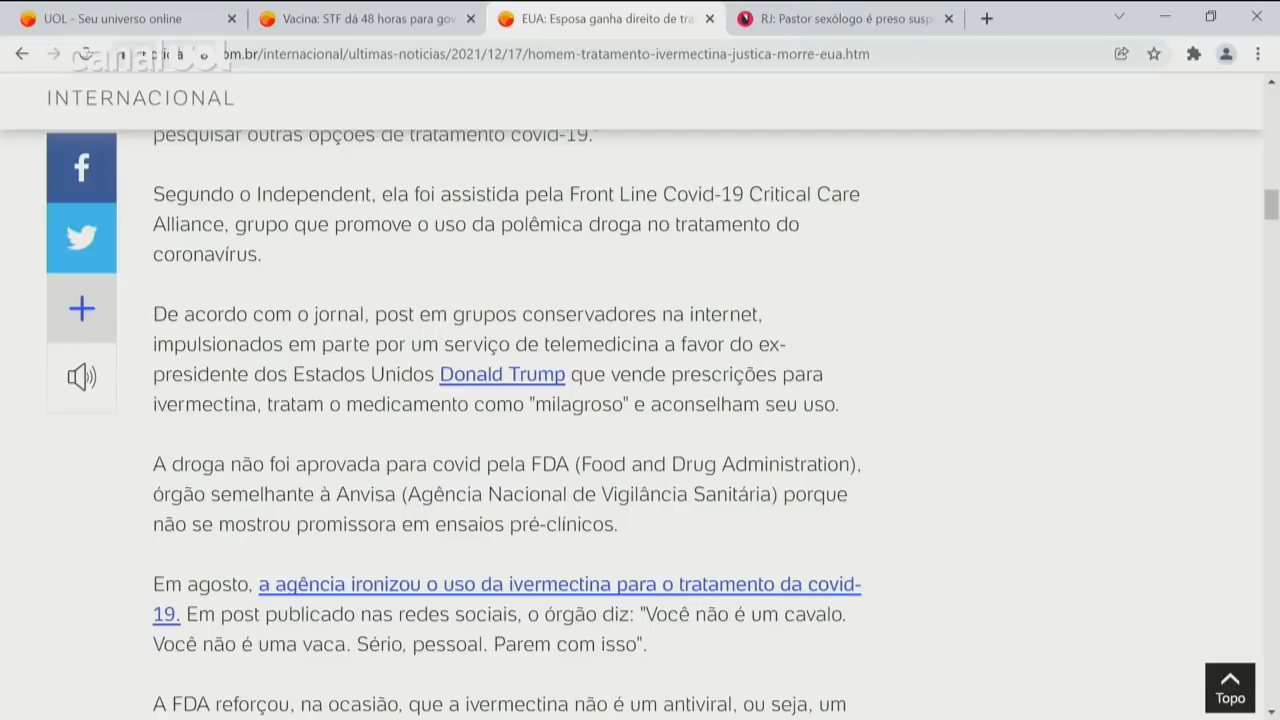 UOL - Seu universo online
Vacina: STF dá 48 horas para gov
EUA: Esposa ganha direito de tra
RJ: Pastor sexólogo é preso susp
canal UOL
om.br/internacional/ultimas-noticias/2021/12/17/homem-tratamento-ivermectina-justica-morre-eua.htm
INTERNACIONAL
pesquisar outras opções de tratamento covid-19."
Segundo o Independent, ela foi assistida pela Front Line Covid-19 Critical Care
Alliance, grupo que promove o uso da polêmica droga no tratamento do
coronavírus.
De acordo com o jornal, post em grupos conservadores na internet,
impulsionados em parte por um serviço de telemedicina a favor do ex-
presidente dos Estados Unidos Donald Trump que vende prescrições para
ivermectina, tratam o medicamento como "milagroso" e aconselham seu uso.
A droga não foi aprovada para covid pela FDA (Food and Drug Administration),
órgão semelhante à Anvisa (Agência Nacional de Vigilância Sanitária) porque
não se mostrou promissora em ensaios pré-clínicos.
Em agosto, a agência ironizou o uso da ivermectina para o tratamento da covid-
19. Em post publicado nas redes sociais, o órgão diz: "Você não é um cavalo.
Você não é uma vaca. Sério, pessoal. Parem com isso".
A FDA reforçou, na ocasião, que a ivermectina não é um antiviral, ou seja, um
Topo